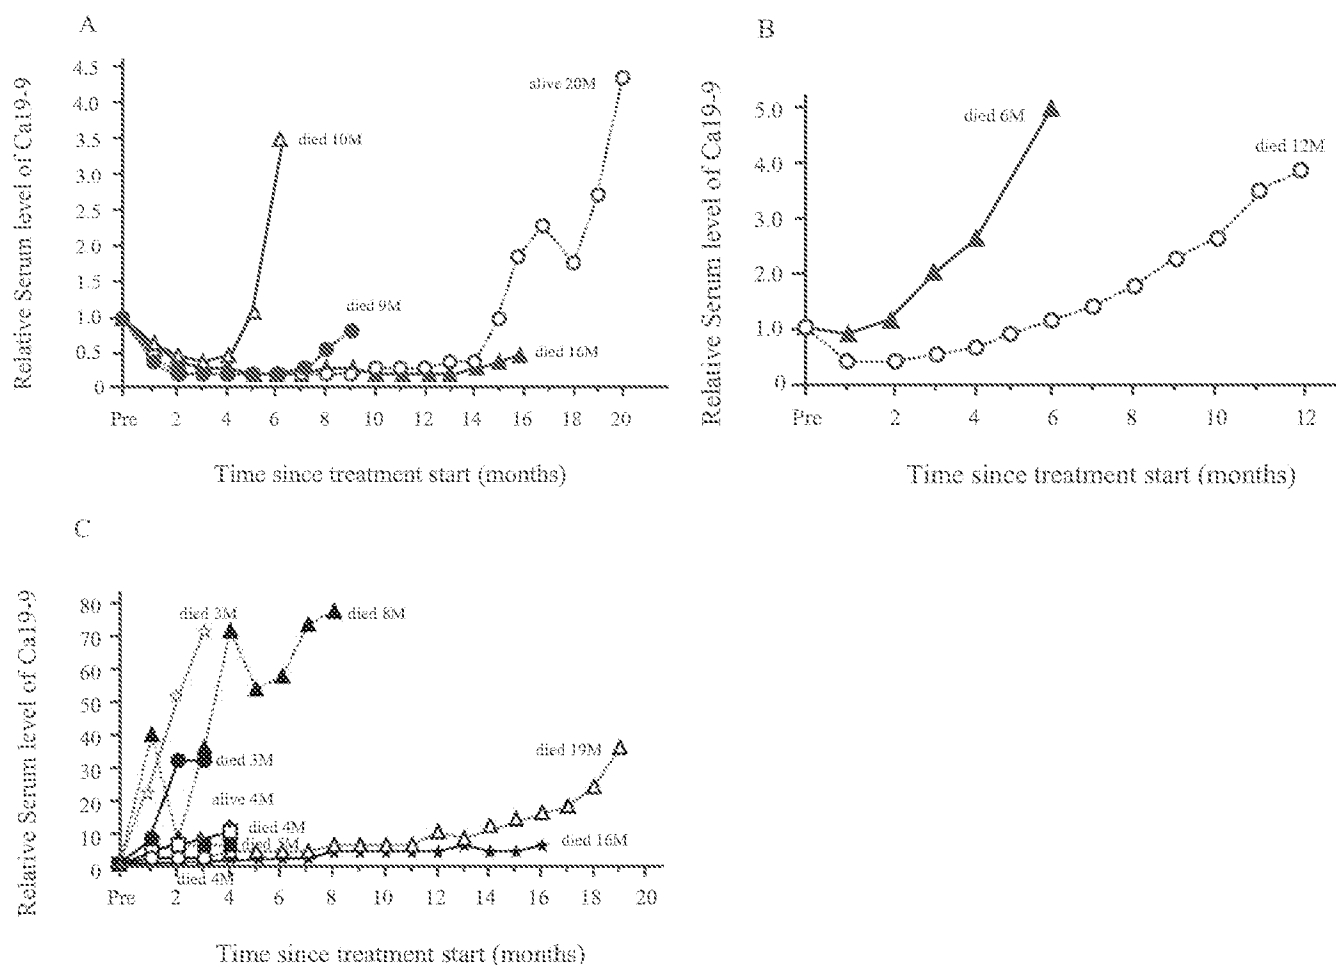 A
Relative Serum level of Ca19-9
4.5
4.0
3.5
3.0
2.5
2.0
1.5
1.0
0.5
0
alive 20M
died 10M
died 9M
died 16M
Pre 2 4 6 8 10 12 14 16 18 20
Time since treatment start (months)
B
Relative Serum level of Ca19-9
5.0
4.0
3.0
2.0
1.0
0
died 6M
died 12M
Pre 2 4 6 8 10 12
Time since treatment start (months)
C
Relative Serum level of Ca19-9
80
70
60
50
40
30
20
10
0
died 3M
died 8M
died 3M
died 19M
alive 4M
died 4M
died 16M
died 4M
Pre 2 4 6 8 10 12 14 16 18 20
Time since treatment start (months)